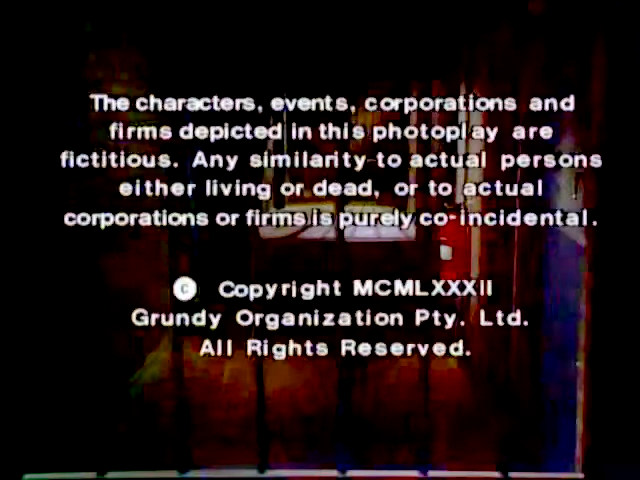 The characters, events, corporations and
firms depicted in this photoplay are
fictitious. Any similarity to actual persons
either living or dead, or to actual
corporations or firms is purely co-incidental.
© Copyright MCMLXXXII
Grundy Organization Pty. Ltd.
All Rights Reserved.